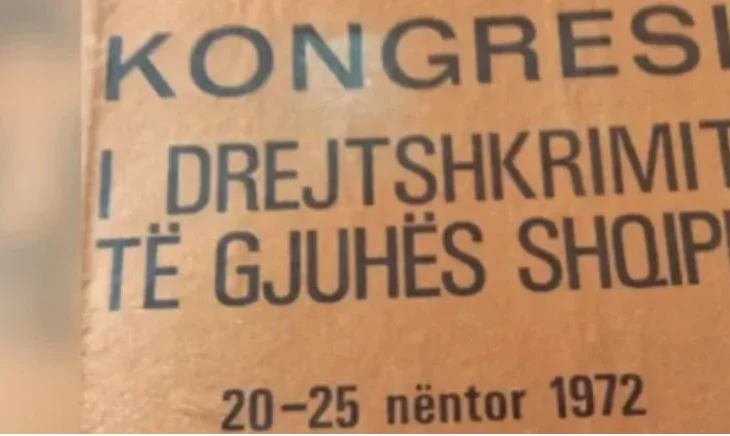 KONGRESI
I DREJTSHKRIMIT
TË GJUHËS SHQIP
20-25 nëntor 1972